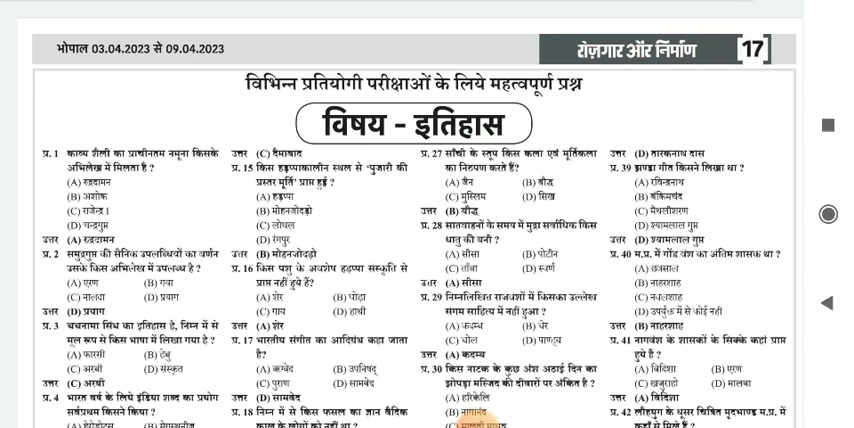 भोपाल 03.04.2023 से 09.04.2023
रोज़गार और निर्माण
17
विभिन्न प्रतियोगी परीक्षाओं के लिये महत्वपूर्ण प्रश्न
विषय - इतिहास
प्र. 1 काव्य शैली का प्राचीनतम नमूना किसके
अभिलेख में मिलता है ?
(A) रुद्रदामन
(B) अशोक
(C) राजेन्द्र I
(D) चन्द्रगुप्त
उत्तर (A) रुद्रदामन
प्र. 2 समुद्रगुप्त की सैनिक उपलब्धियों का वर्णन
उसके किस अभिलेख में उपलब्ध है ?
(A) एरण (B) गया
(C) नालंदा (D) प्रयाग
उत्तर (D) प्रयाग
प्र. 3 चचनामा सिंध का इतिहास है, निम्न में से
मूल रूप से किस भाषा में लिखा गया है ?
(A) फारसी (B) हेब्रु
(C) अरबी (D) संस्कृत
उत्तर (C) अरबी
प्र. 4 भारत वर्ष के लिये इंडिया शब्द का प्रयोग
सर्वप्रथम किसने किया ?
(A) हेरोडोटस (B) मेगस्थनीज
उत्तर (C) दैमाबाद
प्र. 15 किस हड़प्पाकालीन स्थल से 'पुजारी की
प्रस्तर मूर्ति' प्राप्त हुई ?
(A) हड़प्पा
(B) मोहनजोदड़ो
(C) लोथल
(D) रंगपुर
उत्तर (B) मोहनजोदड़ो
प्र. 16 किस पशु के अवशेष हड़प्पा संस्कृति से
प्राप्त नहीं हुये हैं?
(A) शेर (B) घोड़ा
(C) गाय (D) हाथी
उत्तर (A) शेर
प्र. 17 भारतीय संगीत का आदिग्रंथ कहा जाता
है?
(A) ऋग्वेद (B) उपनिषद्
(C) पुराण (D) सामवेद
उत्तर (D) सामवेद
प्र. 18 निम्न में से किस फसल का ज्ञान वैदिक
काल के लोगों को नहीं था ?
प्र. 27 साँची के स्तूप किस कला एवं मूर्तिकला
का निरुपण करते हैं?
(A) जैन (B) बौद्ध
(C) मुस्लिम (D) सिख
उत्तर (B) बौद्ध
प्र. 28 सातवाहनों के समय में मुद्रा सर्वाधिक किस
धातु की बनी ?
(A) सीसा (B) पोटीन
(C) ताँबा (D) स्वर्ण
उत्तर (A) सीसा
प्र. 29 निम्नलिखित राजवंशों में किसका उल्लेख
संगम साहित्य में नहीं हुआ ?
(A) कदम्ब (B) चेर
(C) चोल (D) पाण्ड्य
उत्तर (A) कदम्ब
प्र. 30 किस नाटक के कुछ अंश अढाई दिन का
झोपड़ा मस्जिद की दीवारों पर अंकित है ?
(A) हरिकेलि
(B) नागानंद
(C) मालती माधव
उत्तर (D) तारकनाथ दास
प्र. 39 झण्डा गीत किसने लिखा था ?
(A) रविन्द्रनाथ
(B) बंकिमचंद
(C) मैथलीशरण
(D) श्यामलाल गुप्त
उत्तर (D) श्यामलाल गुप्त
प्र. 40 म.प्र. में गोंड वंश का अंतिम शासक था ?
(A) छत्रसाल
(B) नाहरशाह
(C) नवलशाह
(D) उपर्युक्त में से कोई नहीं
उत्तर (B) नाहरशाह
प्र. 41 नागवंश के शासकों के सिक्के कहां प्राप्त
हुये है ?
(A) विदिशा (B) एरण
(C) खजुराहो (D) मालवा
उत्तर (A) विदिशा
प्र. 42 लौहयुग के धूसर चित्रित मृदभाण्ड म.प्र. में
कहाँ से मिले हैं ?